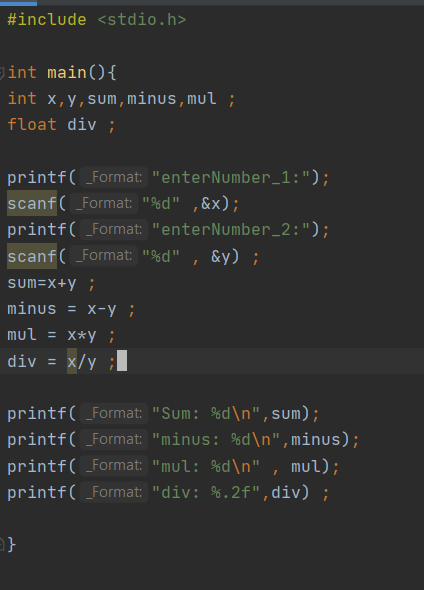 #include <stdio.h>
int main(){
int x,y,sum,minus,mul ;
float div ;
printf( _Format: "enterNumber_1:");
scanf( _Format: "%d" ,&x);
printf( _Format: "enterNumber_2:");
scanf( _Format: "%d" , &y) ;
sum=x+y ;
minus = x-y ;
mul = x*y ;
div = x/y ;
printf( _Format: "Sum: %d\n",sum);
printf( _Format: "minus: %d\n",minus);
printf( _Format: "mul: %d\n" , mul);
printf( _Format: "div: %.2f",div) ;
}